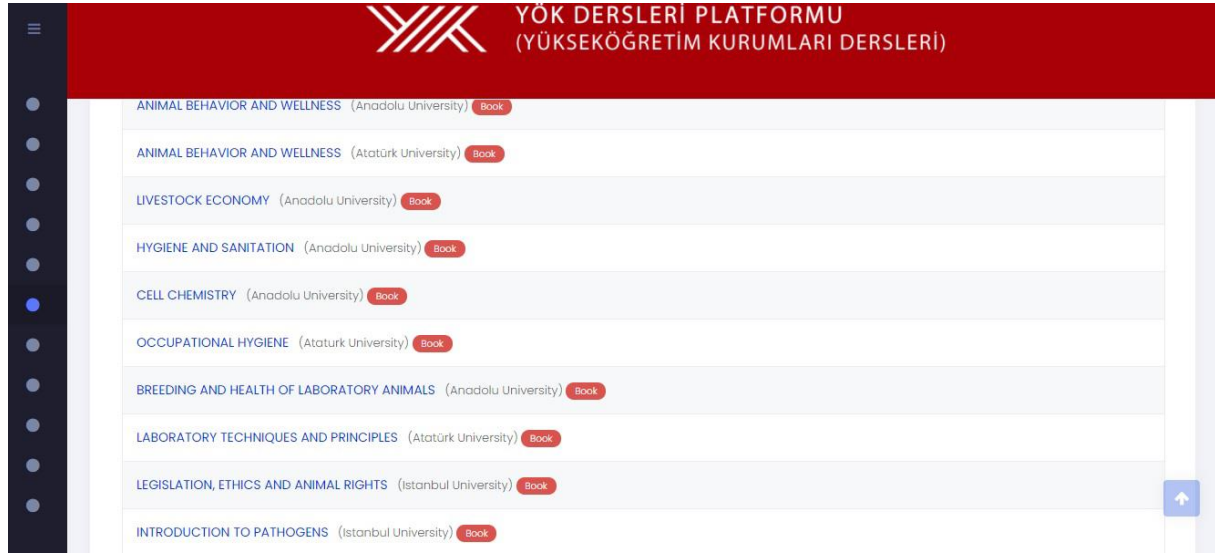 YÖK DERSLERİ PLATFORMU
(YÜKSEKÖĞRETİM KURUMLARI DERSLERİ)
ANIMAL BEHAVIOR AND WELLNESS (Anadolu University) Book
ANIMAL BEHAVIOR AND WELLNESS (Atatürk University) Book
LIVESTOCK ECONOMY (Anadolu University) Book
HYGIENE AND SANITATION (Anadolu University) Book
CELL CHEMISTRY (Anadolu University) Book
OCCUPATIONAL HYGIENE (Ataturk University) Book
BREEDING AND HEALTH OF LABORATORY ANIMALS (Anadolu University) Book
LABORATORY TECHNIQUES AND PRINCIPLES (Atatürk University) Book
LEGISLATION, ETHICS AND ANIMAL RIGHTS (Istanbul University) Book
INTRODUCTION TO PATHOGENS (Istanbul University) Book